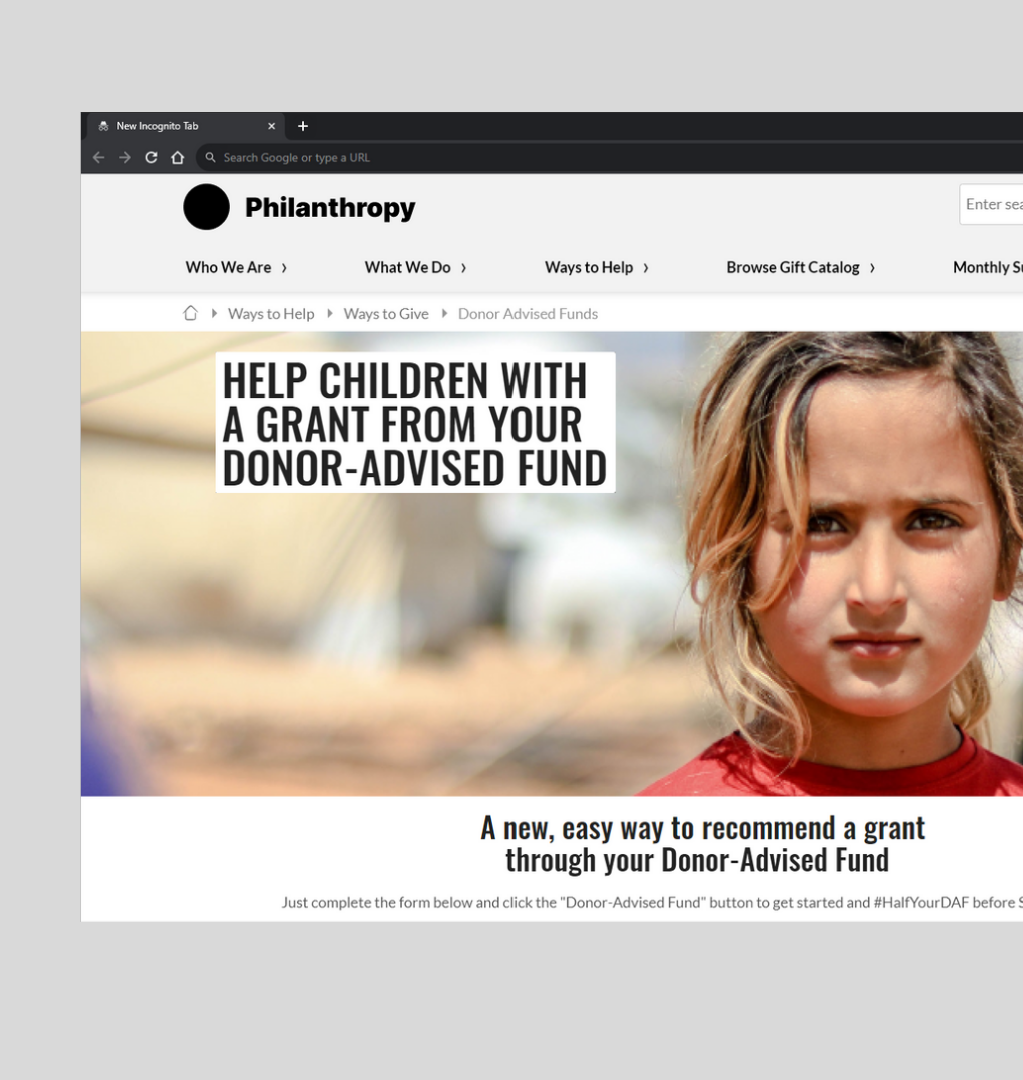 New Incognito Tab
Search Google or type a URL
Philanthropy
Enter
Who We Are
What We Do
Ways to Help
Browse Gift Catalog
Monthly
Ways to Help
Ways to Give
Donor Advised Funds
HELP CHILDREN WITH
A GRANT FROM YOUR
DONOR-ADVISED FUND
A new, easy way to recommend a grant
through your Donor-Advised Fund
Just complete the form below and click the "Donor-Advised Fund" button to get started and #HalfYourDAF before